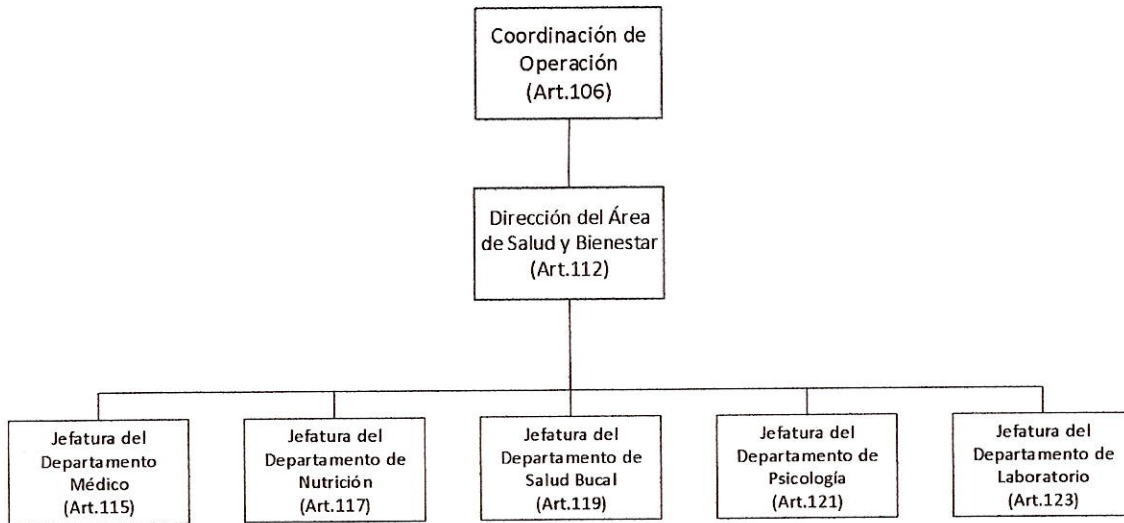 Coordinación de
Operación
(Art.106)
Dirección del Área
de Salud y Bienestar
(Art.112)
Jefatura del
Departamento
Médico
(Art.115)
Jefatura del
Departamento de
Nutrición
(Art.117)
Jefatura del
Departamento de
Salud Bucal
(Art.119)
Jefatura del
Departamento de
Psicología
(Art.121)
Jefatura del
Departamento de
Laboratorio
(Art.123)